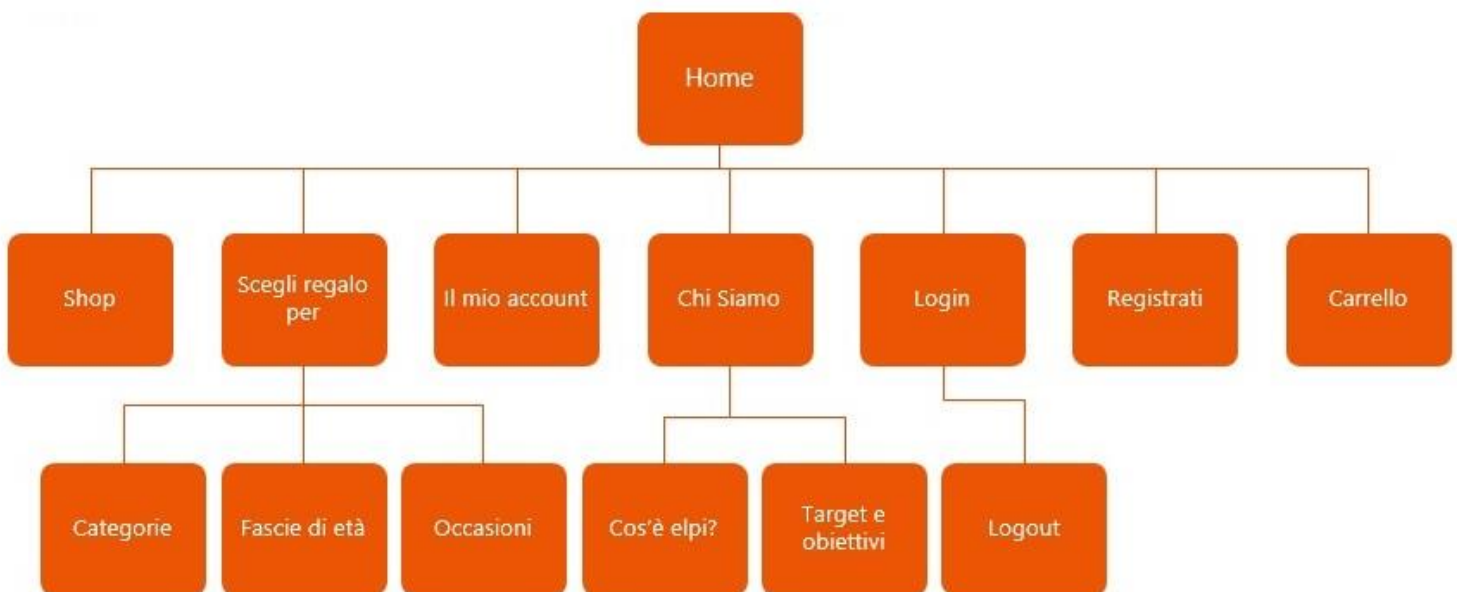 Home
Shop
Scegli regalo
per
Il mio account
Chi Siamo
Login
Registrati
Carrello
Categorie
Fascie di età
Occasioni
Cos'è elpi?
Target e
obiettivi
Logout